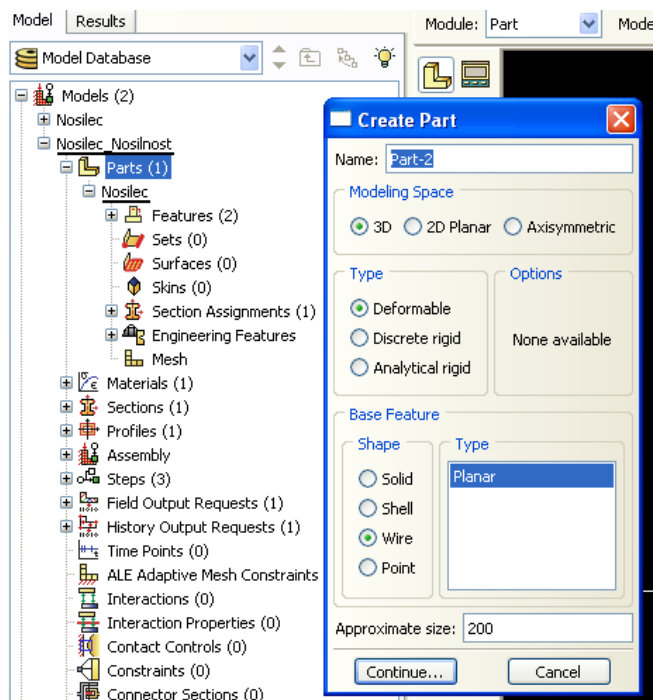 Model Results
Module: Part Mode
Model Database
Models (2)
Nosilec
Nosilec_Nosilnost
Parts (1)
Nosilec
Features (2)
Sets (0)
Surfaces (0)
Skins (0)
Section Assignments (1)
Engineering Features
Mesh
Materials (1)
Sections (1)
Profiles (1)
Assembly
Steps (3)
Field Output Requests (1)
History Output Requests (1)
Time Points (0)
ALE Adaptive Mesh Constraints
Interactions (0)
Interaction Properties (0)
Contact Controls (0)
Constraints (0)
Connector Sections (0)
Create Part
Name: Part-2
Modeling Space
3D 2D Planar Axisymmetric
Type
Deformable
Discrete rigid
Analytical rigid
Options
None available
Base Feature
Shape
Solid
Shell
Wire
Point
Type
Planar
Approximate size: 200
Continue... Cancel